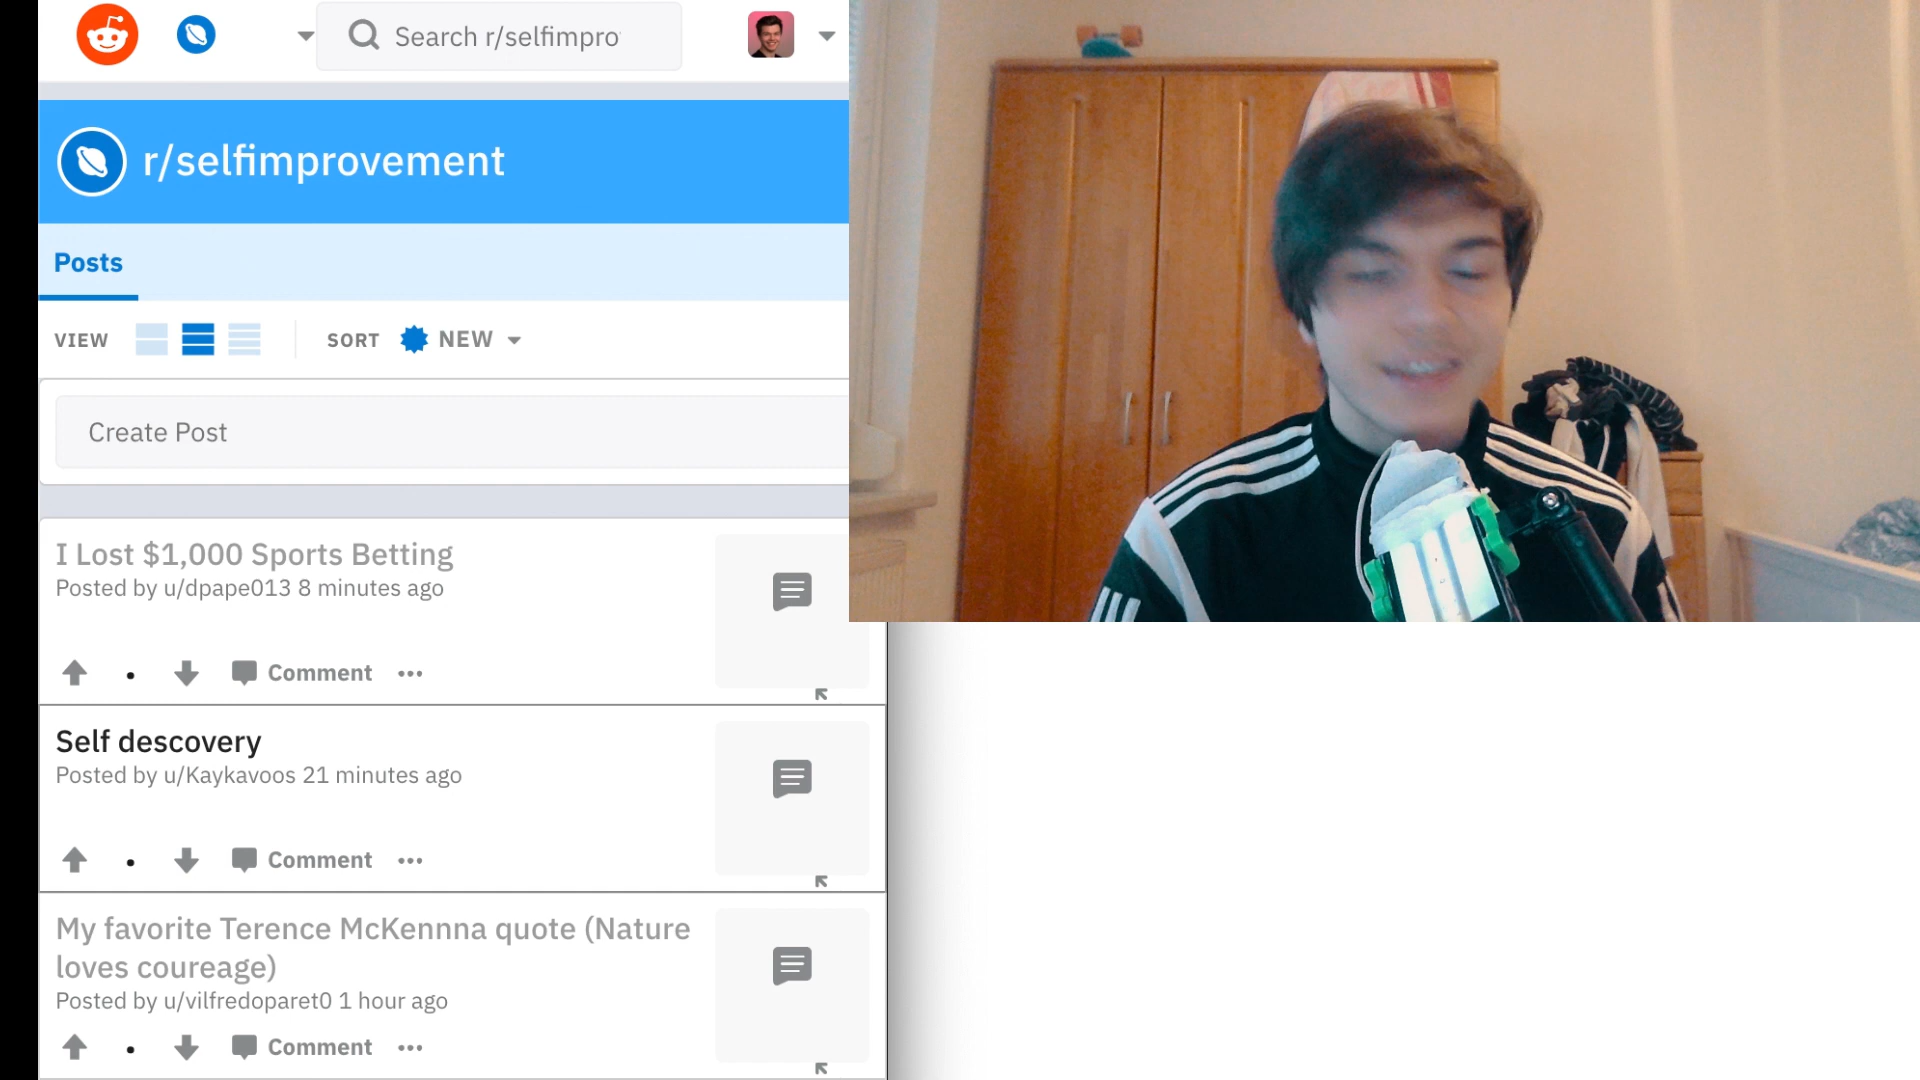 Search r/selfimpro
r/selfimprovement
Posts
VIEW
SORT NEW
Create Post
I Lost $1,000 Sports Betting
Posted by u/dpape013 8 minutes ago
• Comment •••
Self descovery
Posted by u/Kaykavoos 21 minutes ago
• Comment •••
My favorite Terence McKennna quote (Nature
loves coureage)
Posted by u/vilfredoparet0 1 hour ago
• Comment •••